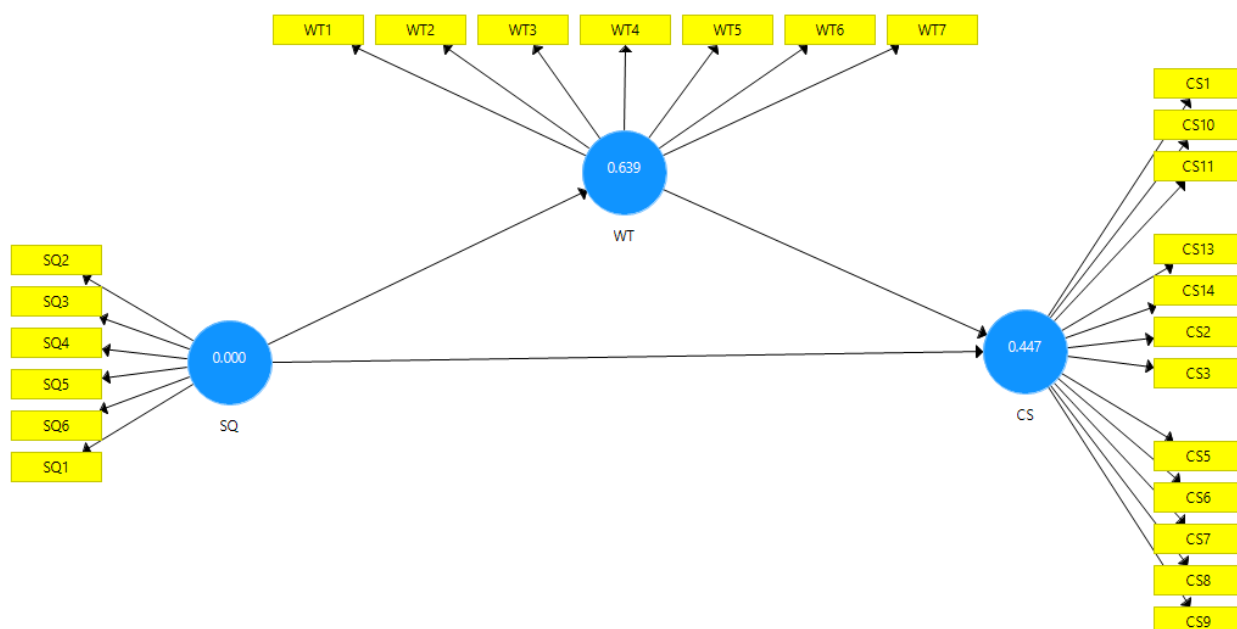 WT1 WT2 WT3 WT4 WT5 WT6 WT7
CS1
CS10
CS11
0.639
WT
CS13
CS14
CS2
CS3
SQ2
SQ3
SQ4
SQ5
SQ6
SQ1
0.000
SQ
0.447
CS
CS5
CS6
CS7
CS8
CS9